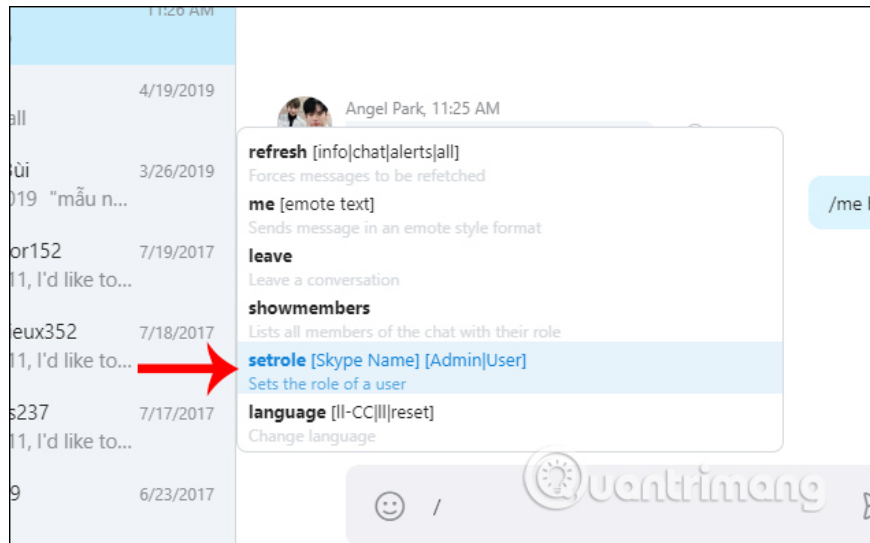 11:26 AM
4/19/2019
all
Bùi
3/26/2019
019 "mẫu n...
or152
7/19/2017
11, I'd like to...
ieux352
7/18/2017
11, I'd like to...
s237
7/17/2017
11, I'd like to...
9
6/23/2017
Angel Park, 11:25 AM
refresh [info|chat|alerts|all]
Forces messages to be refetched
me [emote text]
Sends message in an emote style format
leave
Leave a conversation
showmembers
Lists all members of the chat with their role
setrole [Skype Name] [Admin|User]
Sets the role of a user
language [ll-CC|ll|reset]
Change language
/me
/
Quantrimang